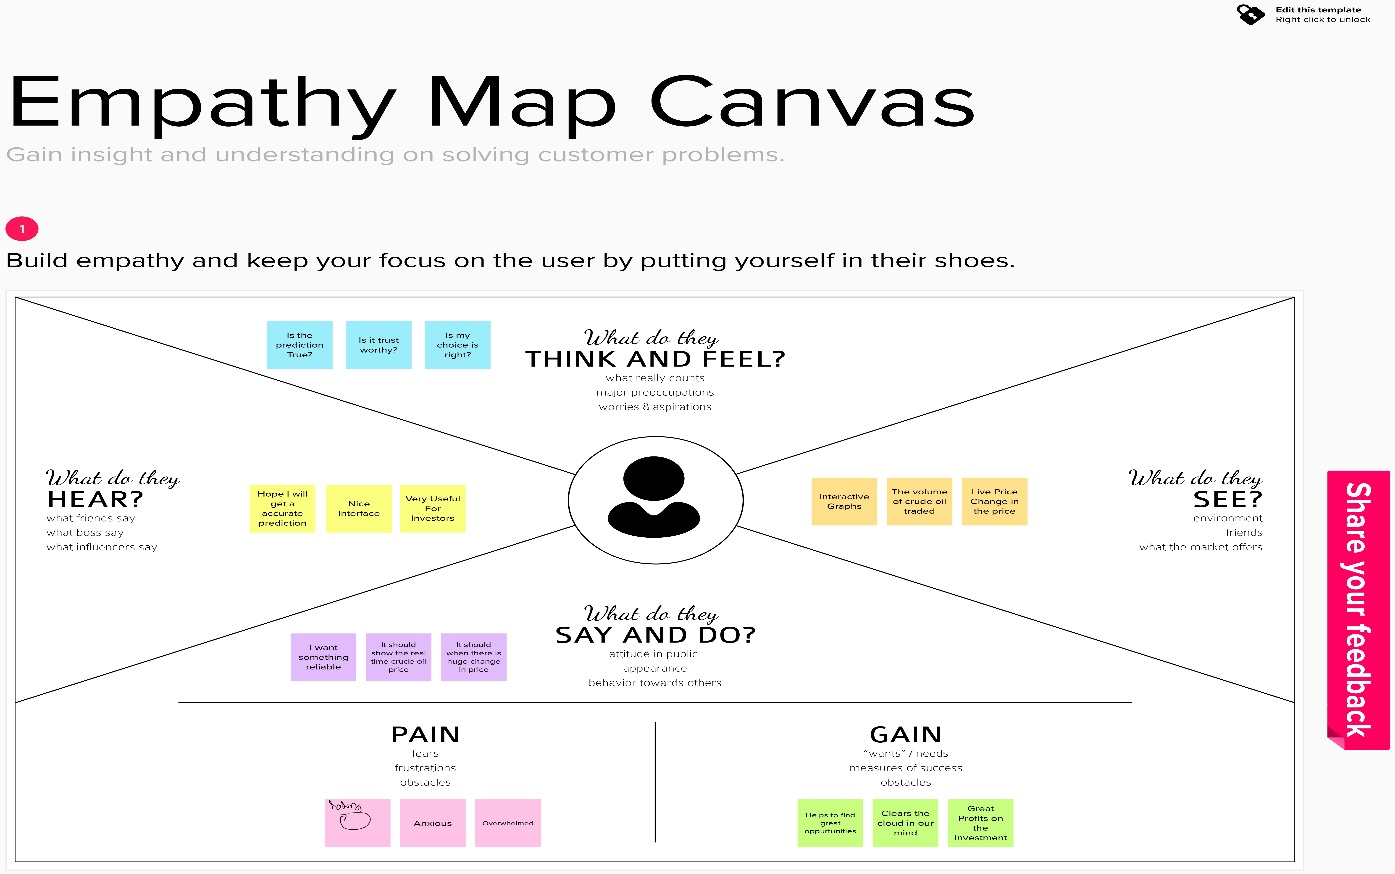 Edit this template
Right click to unlock
Empathy Map Canvas
Gain insight and understanding on solving customer problems.
1
Build empathy and keep your focus on the user by putting yourself in their shoes.
What do they
THINK AND FEEL?
what really counts
major preoccupations
worries & aspirations
Is the
prediction
True?
Is it trust
worthy?
Is my
choice is
right?
What do they
HEAR?
what friends say
what boss say
what influencers say
Hope I will
get a
accurate
prediction
Nice
Interface
Very Useful
For
Investors
Interactive
Graphs
The volume
of crude oil
traded
Live Price
Change in
the price
What do they
SEE?
environment
friends
what the market offers
What do they
SAY AND DO?
attitude in public
appearance
behavior towards others
I want
something
reliable
It should
show the real
time crude oil
price
It should
when there is
huge change
in price
PAIN
fears
frustrations
obstacles
Anxious
Overwhelmed
GAIN
"wants" / needs
measures of success
obstacles
Helps to find
great
oppurtunities
Clears the
cloud in our
mind
Great
Profits on
the
Investment
Share your feedback